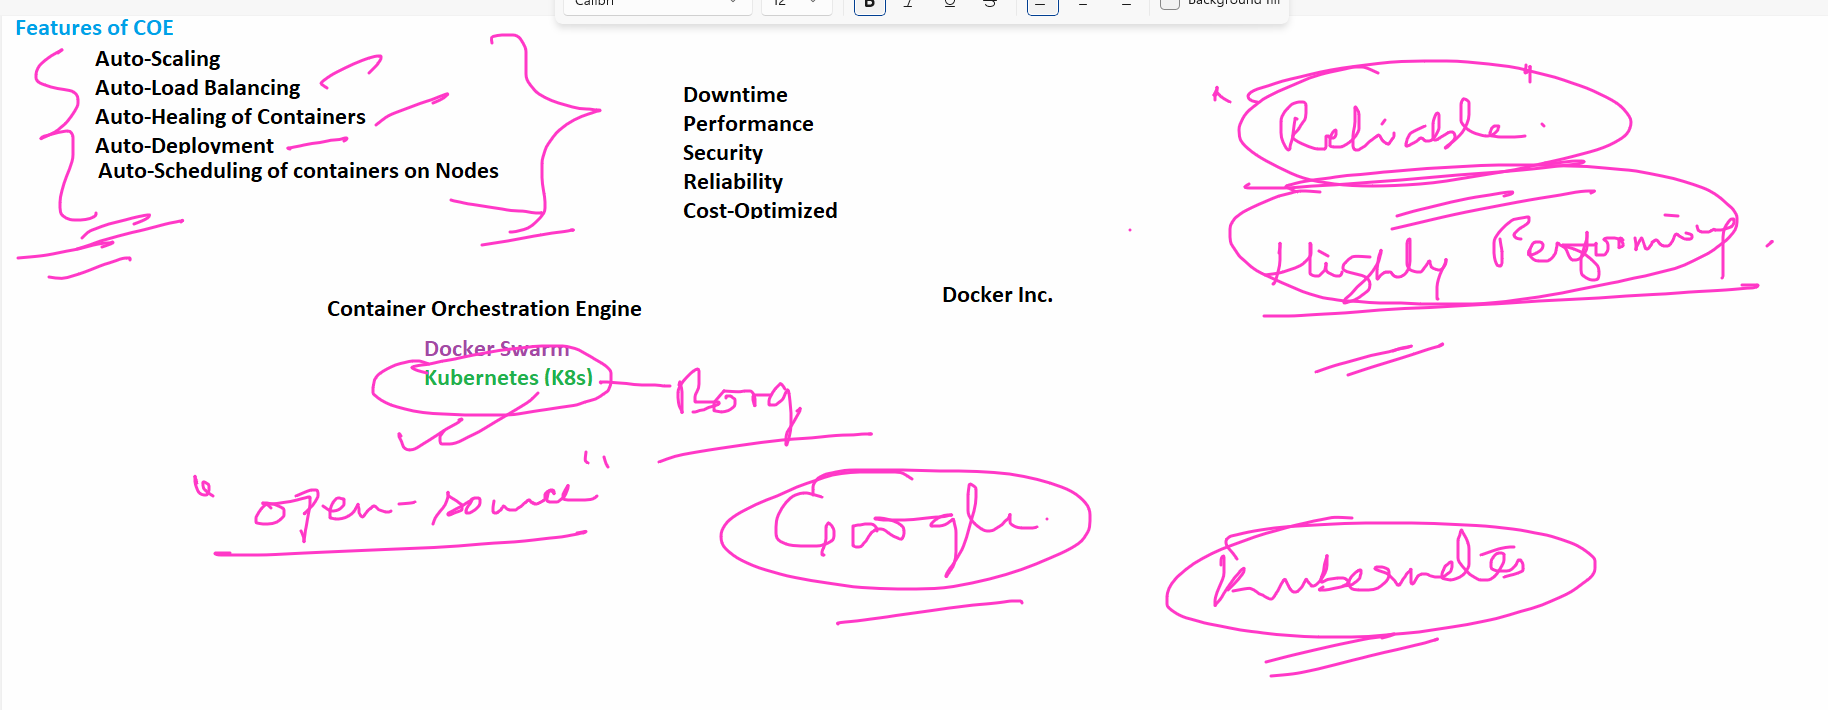 Calibri 12 B I U S Background fill
Features of COE
Auto-Scaling
Auto-Load Balancing
Auto-Healing of Containers
Auto-Deployment
Auto-Scheduling of containers on Nodes
Downtime
Performance
Security
Reliability
Cost-Optimized
"Reliable."
Highly Performing.
Docker Inc.
Container Orchestration Engine
Docker Swarm
Kubernetes (K8s)
Borg
"open-source"
Google.
Kubernetes